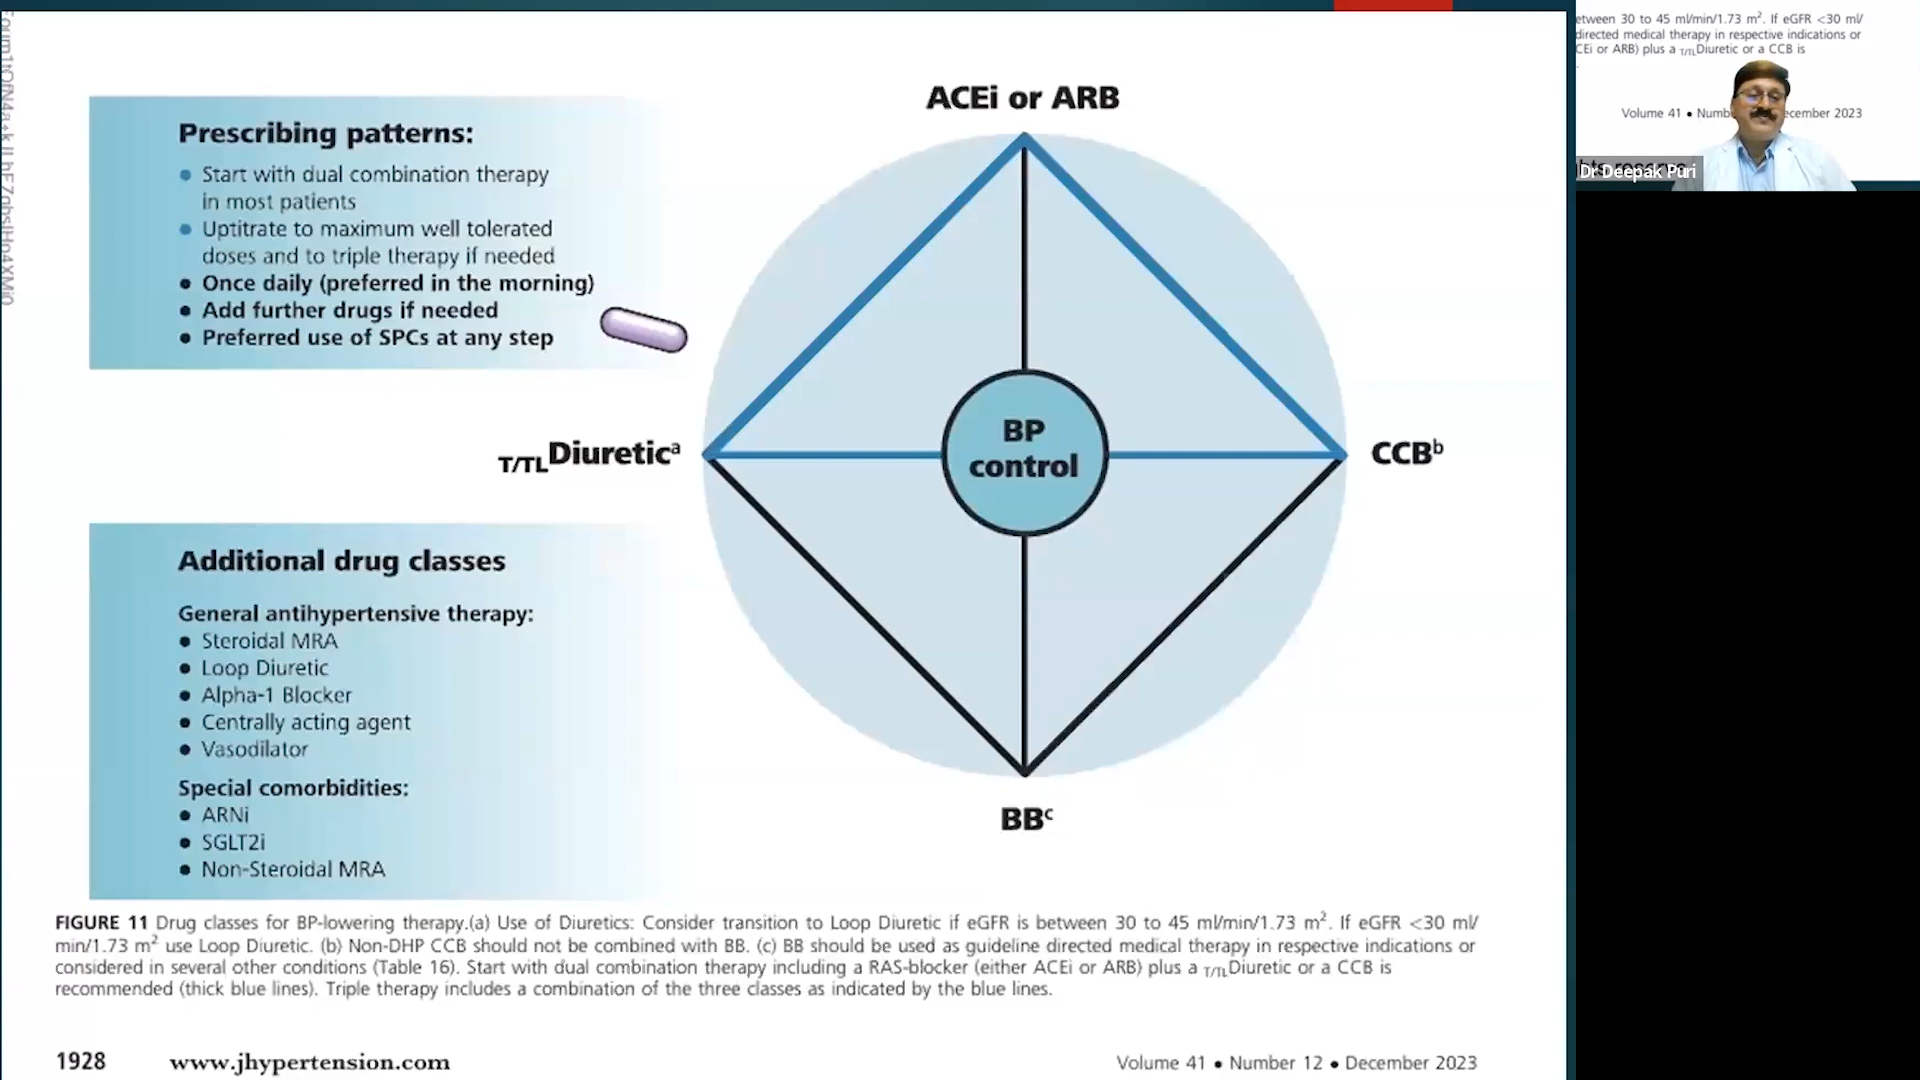 ACEi or ARB
Prescribing patterns:
• Start with dual combination therapy
in most patients
• Uptitrate to maximum well tolerated
doses and to triple therapy if needed
• Once daily (preferred in the morning)
• Add further drugs if needed
• Preferred use of SPCs at any step
BP
control
T/TLDiureticᵃ
CCBᵇ
Additional drug classes
General antihypertensive therapy:
• Steroidal MRA
• Loop Diuretic
• Alpha-1 Blocker
• Centrally acting agent
• Vasodilator
Special comorbidities:
• ARNi
• SGLT2i
• Non-Steroidal MRA
BBᶜ
FIGURE 11 Drug classes for BP-lowering therapy.(a) Use of Diuretics: Consider transition to Loop Diuretic if eGFR is between 30 to 45 ml/min/1.73 m². If eGFR <30 ml/
min/1.73 m² use Loop Diuretic. (b) Non-DHP CCB should not be combined with BB. (c) BB should be used as guideline directed medical therapy in respective indications or
considered in several other conditions (Table 16). Start with dual combination therapy including a RAS-blocker (either ACEi or ARB) plus a T/TLDiuretic or a CCB is
recommended (thick blue lines). Triple therapy includes a combination of the three classes as indicated by the blue lines.
1928 www.jhypertension.com
Volume 41 • Number 12 • December 2023
etween 30 to 45 ml/min/1.73 m². If eGFR <30 ml/
directed medical therapy in respective indications or
CEi or ARB) plus a T/TLDiuretic or a CCB is
Volume 41 • Numb ecember 2023
Dr Deepak Puri